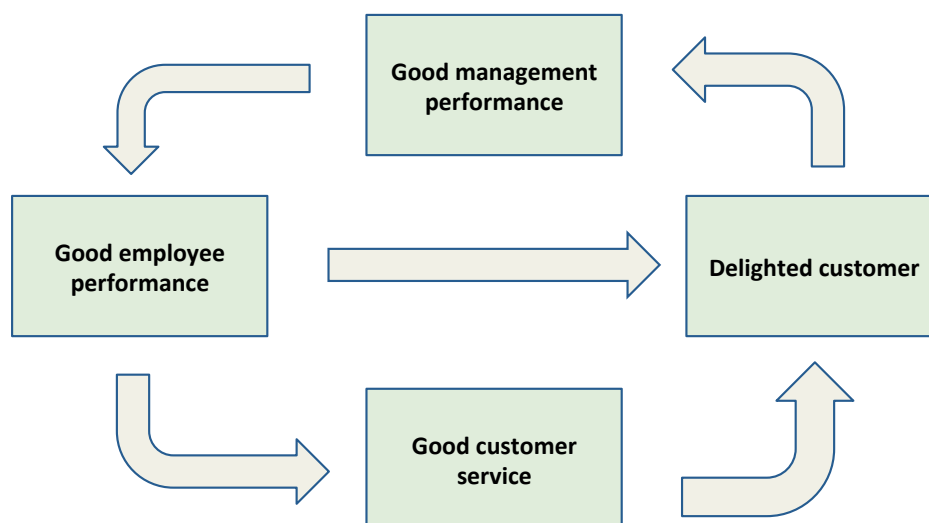 Good management
performance
Good employee
performance
Delighted customer
Good customer
service